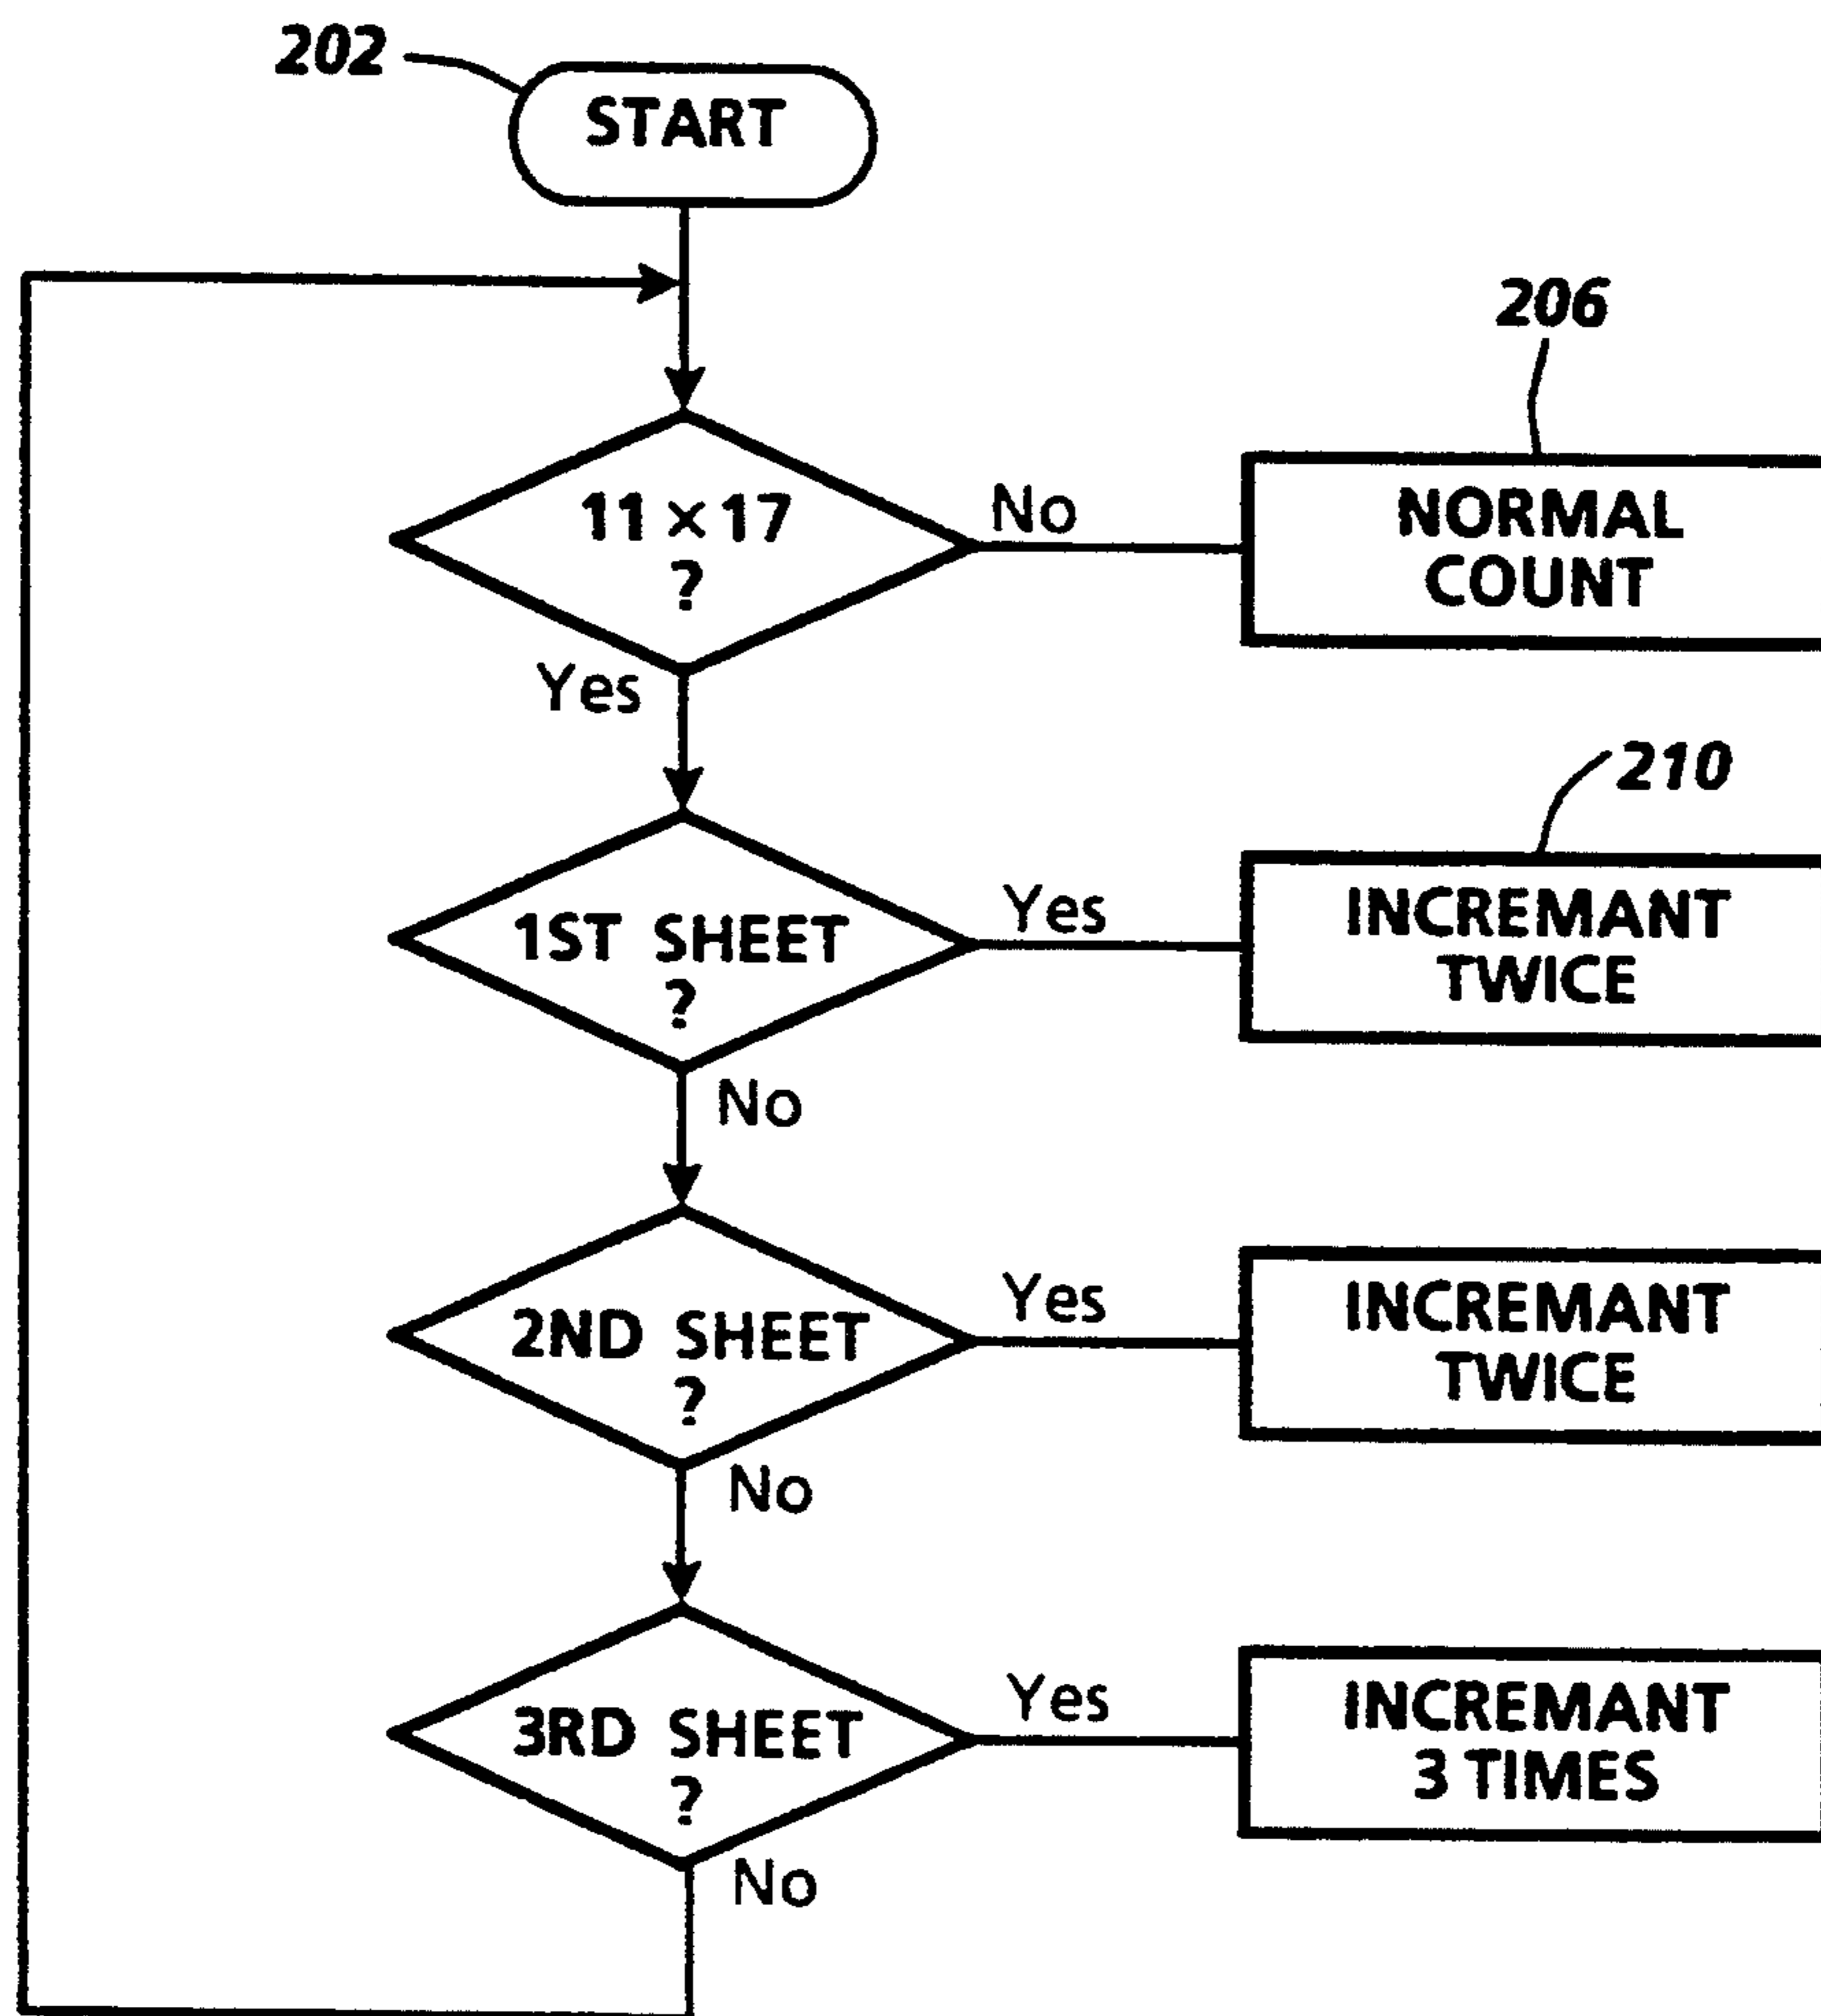 202
START
206
11 x 17
?
No
NORMAL
COUNT
Yes
210
1ST SHEET
?
Yes
INCREMANT
TWICE
No
2ND SHEET
?
Yes
INCREMANT
TWICE
No
3RD SHEET
?
Yes
INCREMANT
3 TIMES
No